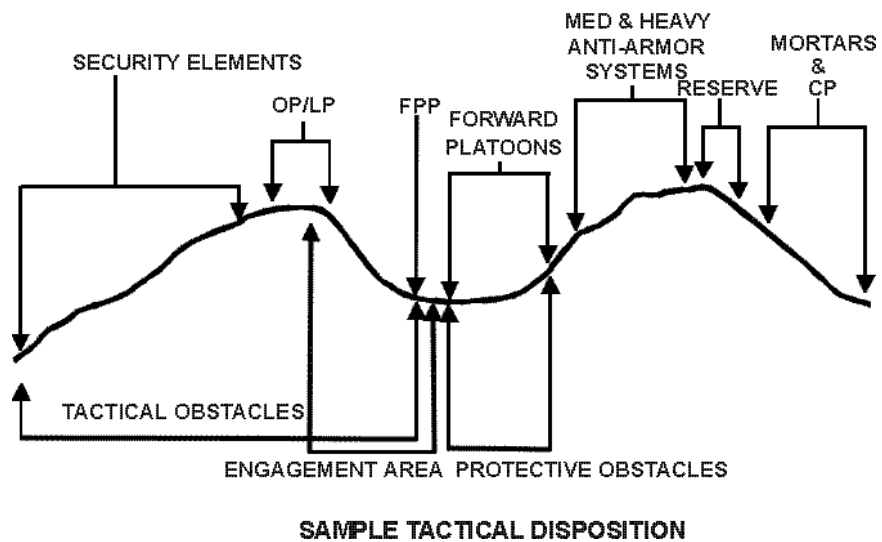 SECURITY ELEMENTS
OP/LP
FPP
FORWARD
PLATOONS
MED & HEAVY
ANTI-ARMOR
SYSTEMS
RESERVE
MORTARS
&
CP
TACTICAL OBSTACLES
ENGAGEMENT AREA
PROTECTIVE OBSTACLES
SAMPLE TACTICAL DISPOSITION